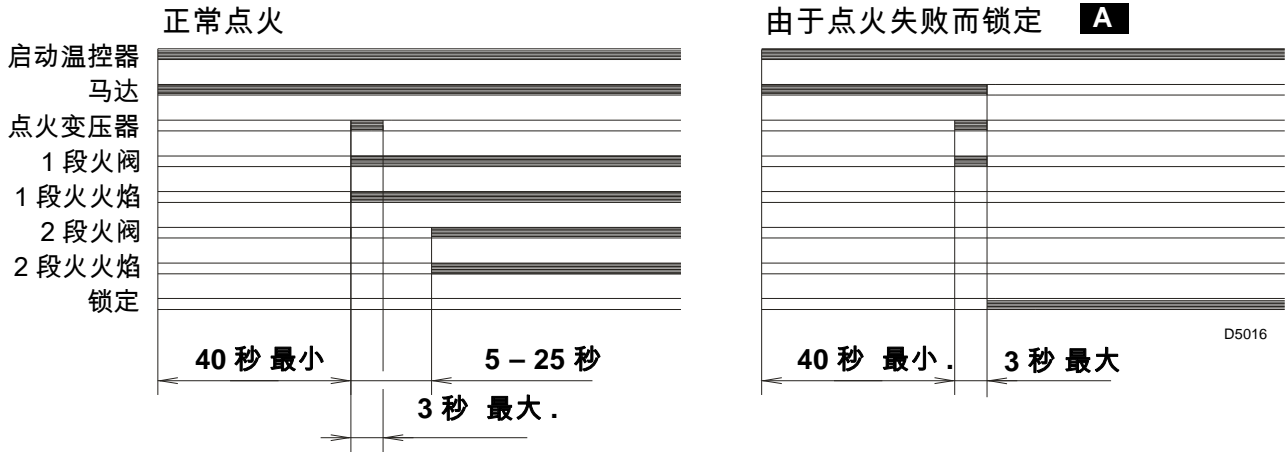 正常点火
由于点火失败而锁定 A
启动温控器
马达
点火变压器
1 段火阀
1 段火火焰
2 段火阀
2 段火火焰
锁定
D5016
40 秒 最小
5 – 25 秒
40 秒 最小 .
3 秒 最大
3 秒 最大 .